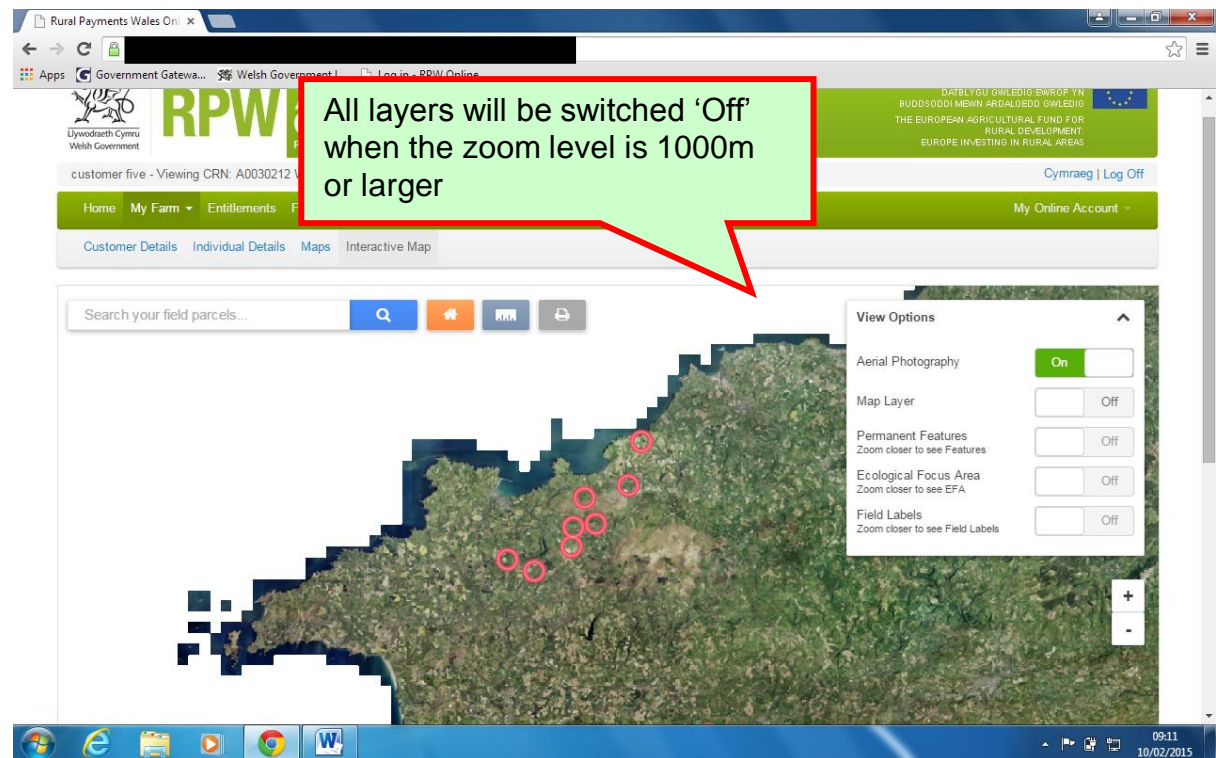 Rural Payments Wales Onl
Apps Government Gatewa... Welsh Government Log in - RPW Online
All layers will be switched ‘Off’
when the zoom level is 1000m
or larger
Llywodraeth Cymru
Welsh Government
RPW
DATBLYGU GWLEDIG EWROP YN
BUDDSODDI MEWN ARDALOEDD GWLEDIG
THE EUROPEAN AGRICULTURAL FUND FOR
RURAL DEVELOPMENT:
EUROPE INVESTING IN RURAL AREAS
customer five - Viewing CRN: A0030212
Cymraeg | Log Off
Home My Farm Entitlements
My Online Account
Customer Details Individual Details Maps Interactive Map
Search your field parcels...
View Options
Aerial Photography On
Map Layer Off
Permanent Features Off
Zoom closer to see Features
Ecological Focus Area Off
Zoom closer to see EFA
Field Labels Off
Zoom closer to see Field Labels
+
-
09:11
10/02/2015